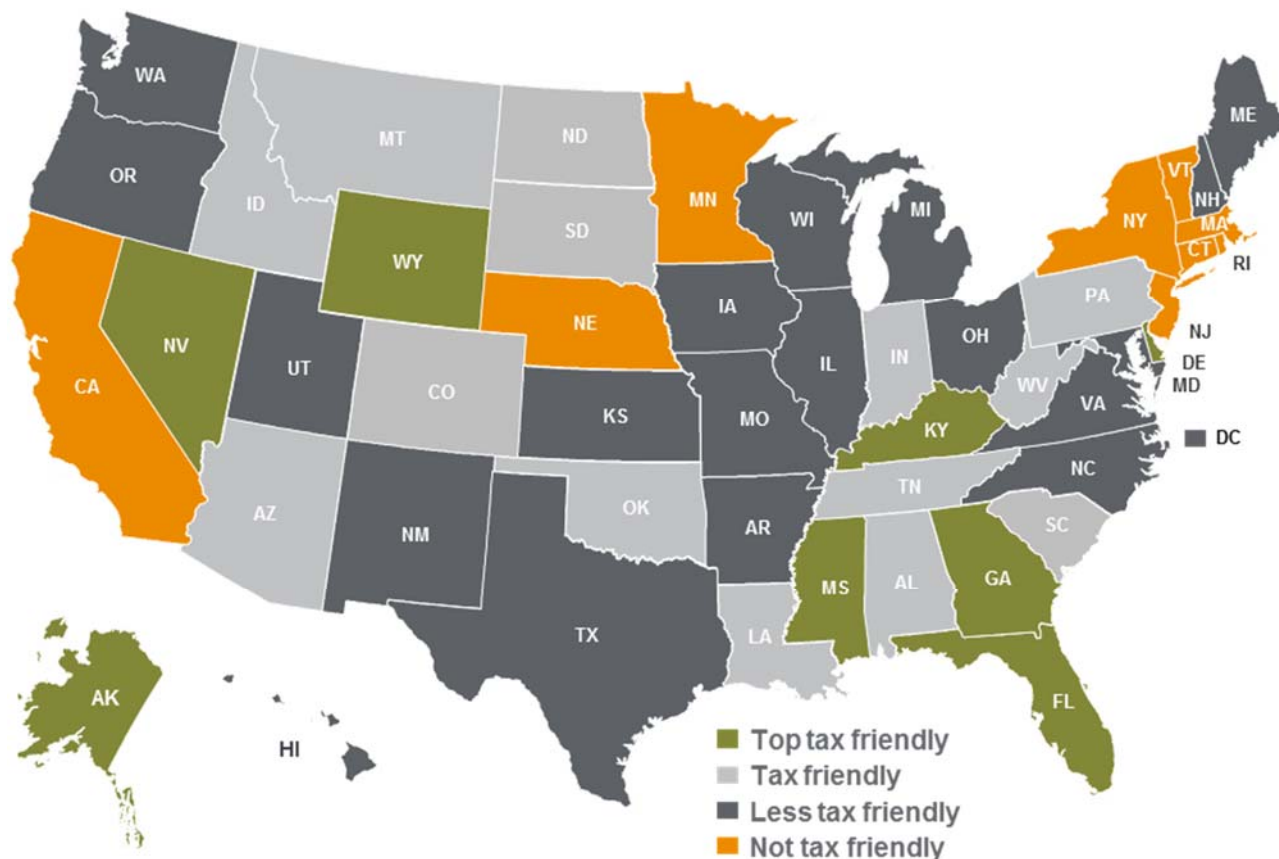 WA
ME
MT
ND
VT
OR
MN
NH
ID
WI
MI
NY
MA
SD
CT
WY
RI
PA
IA
NE
NJ
NV
OH
IN
DE
UT
IL
CA
CO
WV
MD
VA
KS
MO
KY
DC
NC
TN
OK
AZ
AR
SC
NM
MS
AL
GA
TX
LA
AK
FL
HI
Top tax friendly
Tax friendly
Less tax friendly
Not tax friendly